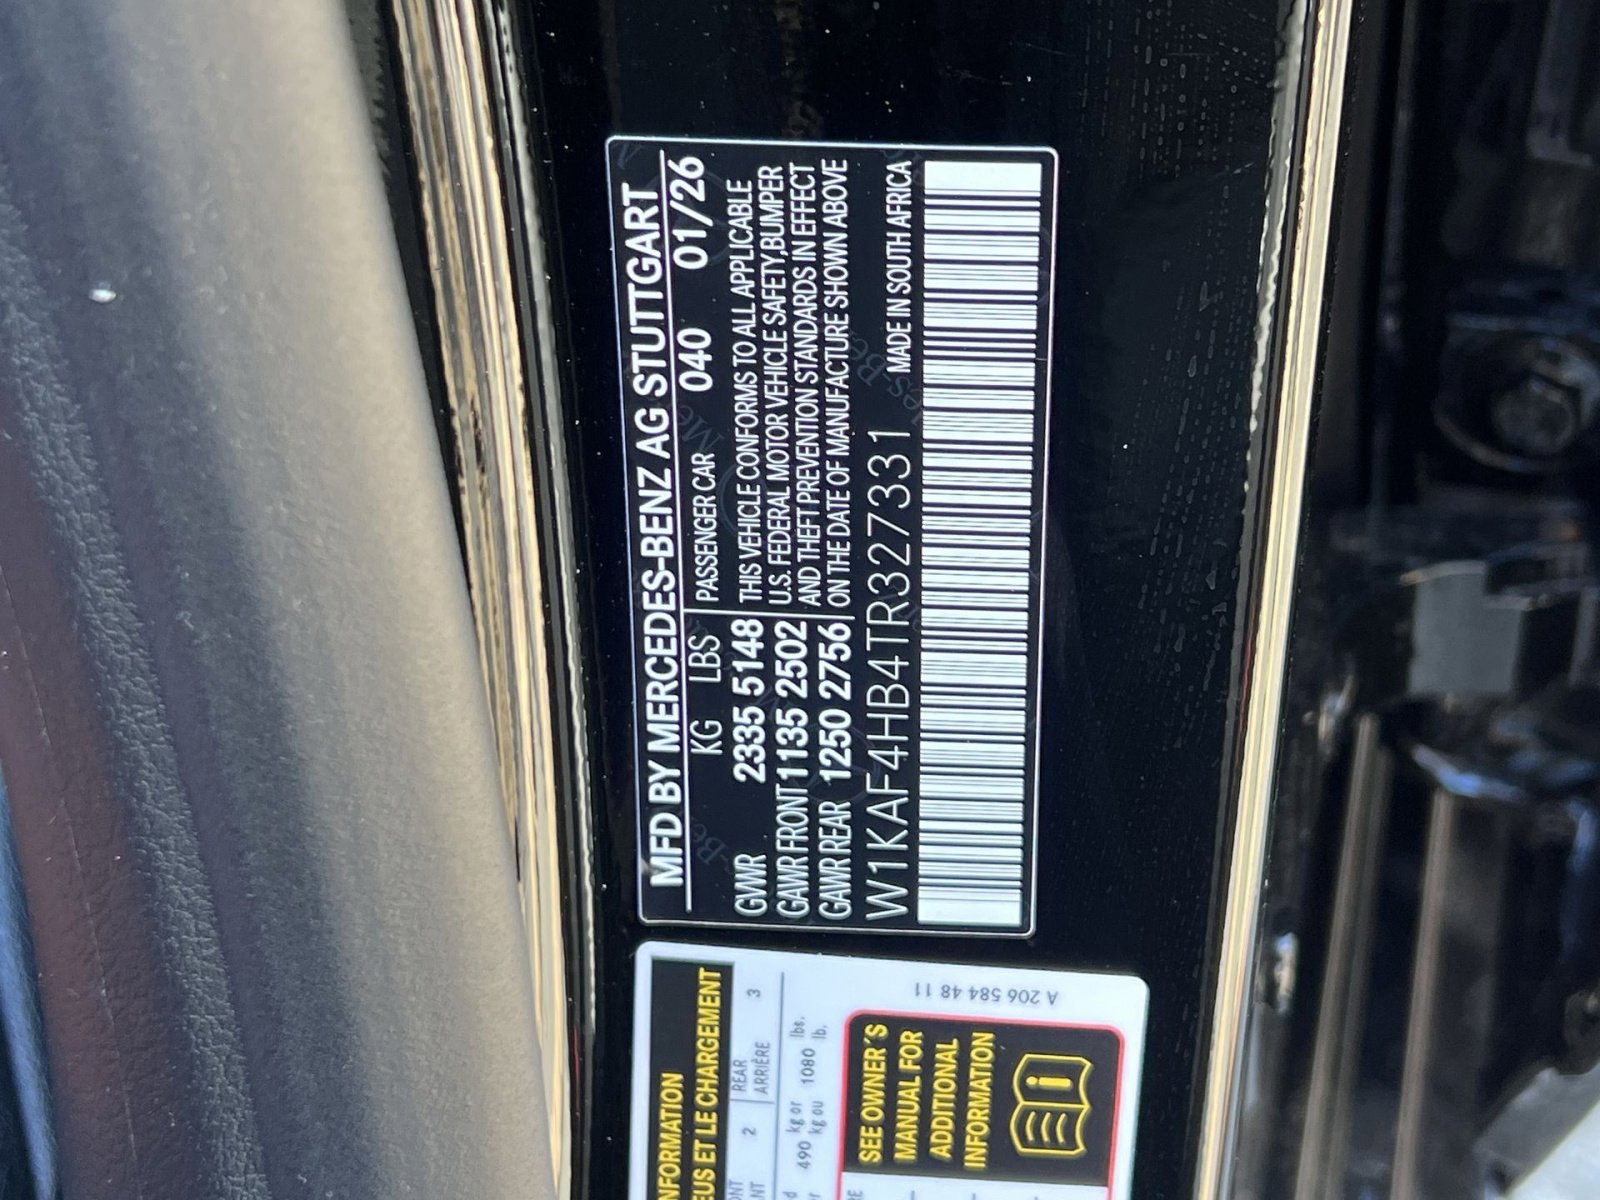 MFD BY MERCEDES-BENZ AG STUTTGART
KG LBS PASSENGER CAR 040 01/26
GVWR 2335 5148 THIS VEHICLE CONFORMS TO ALL APPLICABLE
GAWR FRONT 1135 2502 U.S. FEDERAL MOTOR VEHICLE SAFETY,BUMPER
AND THEFT PREVENTION STANDARDS IN EFFECT
GAWR REAR 1250 2756 ON THE DATE OF MANUFACTURE SHOWN ABOVE
W1KAF4HB4TR327331 MADE IN SOUTH AFRICA
NFORMATION
EUS ET LE CHARGEMENT
2 REAR 3
ARRIÈRE
490 kg or 1080 lbs.
kg ou lb.
SEE OWNER'S
MANUAL FOR
ADDITIONAL
INFORMATION
A 206 584 48 11